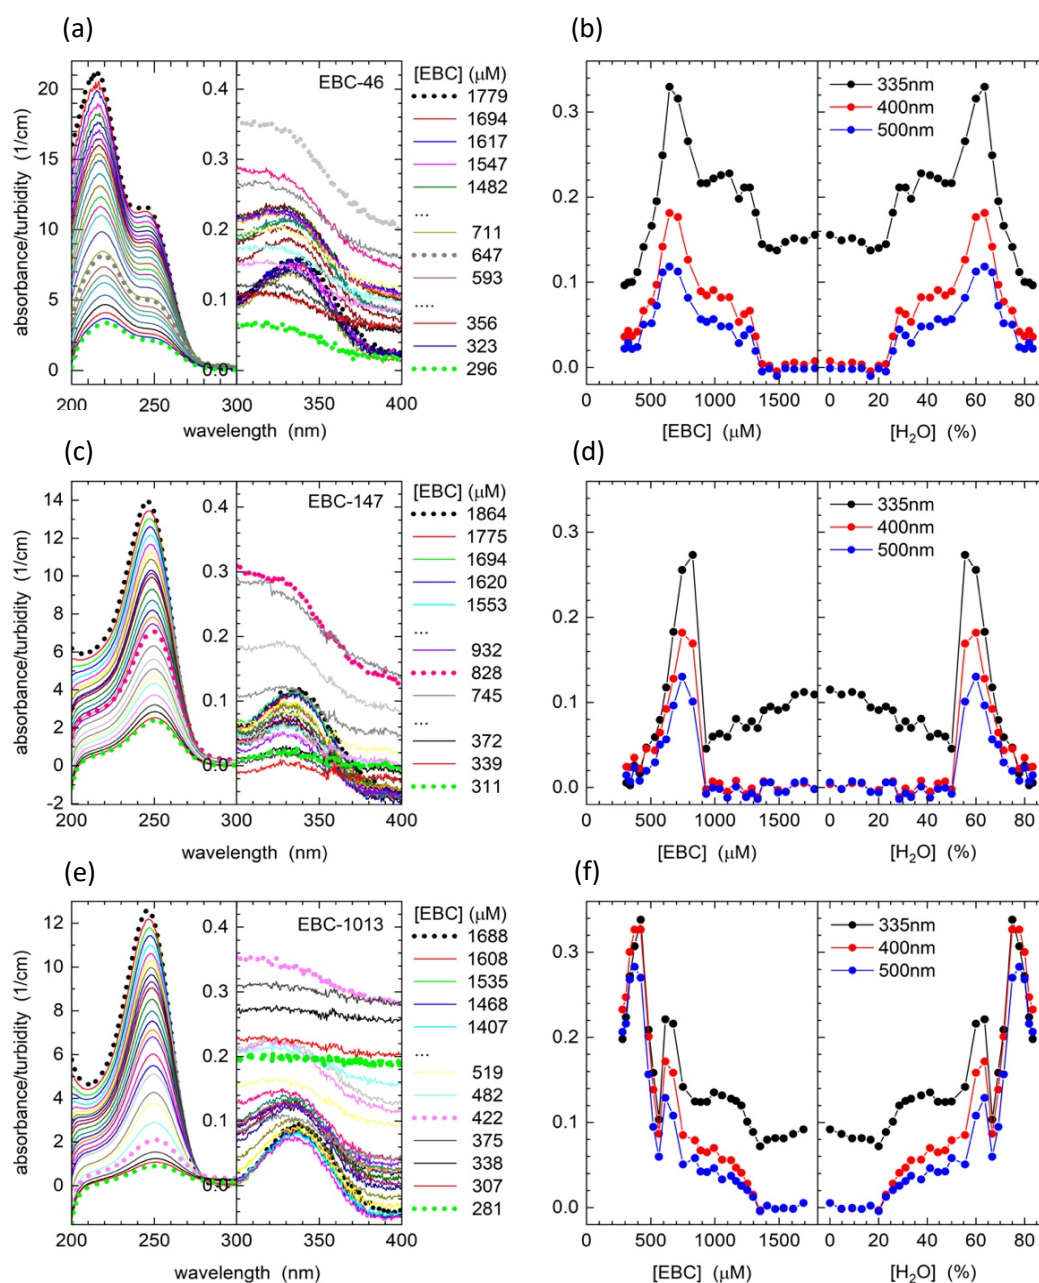 (a)
(b)
absorbance/turbidity (1/cm)
20
15
10
5
0
0.4
0.3
0.2
0.1
0.0
200 250 300 350 400
wavelength (nm)
EBC-46
[EBC] (μM)
1779
1694
1617
1547
1482
...
711
647
593
....
356
323
296
0.3
0.2
0.1
0.0
335nm
400nm
500nm
500 1000 1500 0 20 40 60 80
[EBC] (μM) [H₂O] (%)
(c)
(d)
absorbance/turbidity (1/cm)
14
12
10
8
6
4
2
0
-2
0.4
0.3
0.2
0.1
0.0
200 250 300 350 400
wavelength (nm)
EBC-147
[EBC] (μM)
1864
1775
1694
1620
1553
...
932
828
745
...
372
339
311
0.3
0.2
0.1
0.0
335nm
400nm
500nm
500 1000 1500 0 20 40 60 80
[EBC] (μM) [H₂O] (%)
(e)
(f)
absorbance/turbidity (1/cm)
12
10
8
6
4
2
0
0.4
0.3
0.2
0.1
0.0
200 250 300 350 400
wavelength (nm)
EBC-1013
[EBC] (μM)
1688
1608
1535
1468
1407
...
519
482
422
375
338
307
281
0.3
0.2
0.1
0.0
335nm
400nm
500nm
500 1000 1500 0 20 40 60 80
[EBC] (μM) [H₂O] (%)